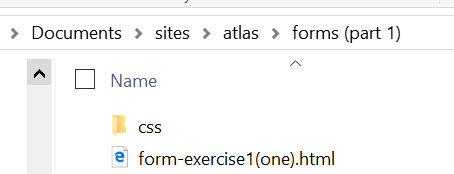 Documents > sites > atlas > forms (part 1)
Name
css
form-exercise1(one).html